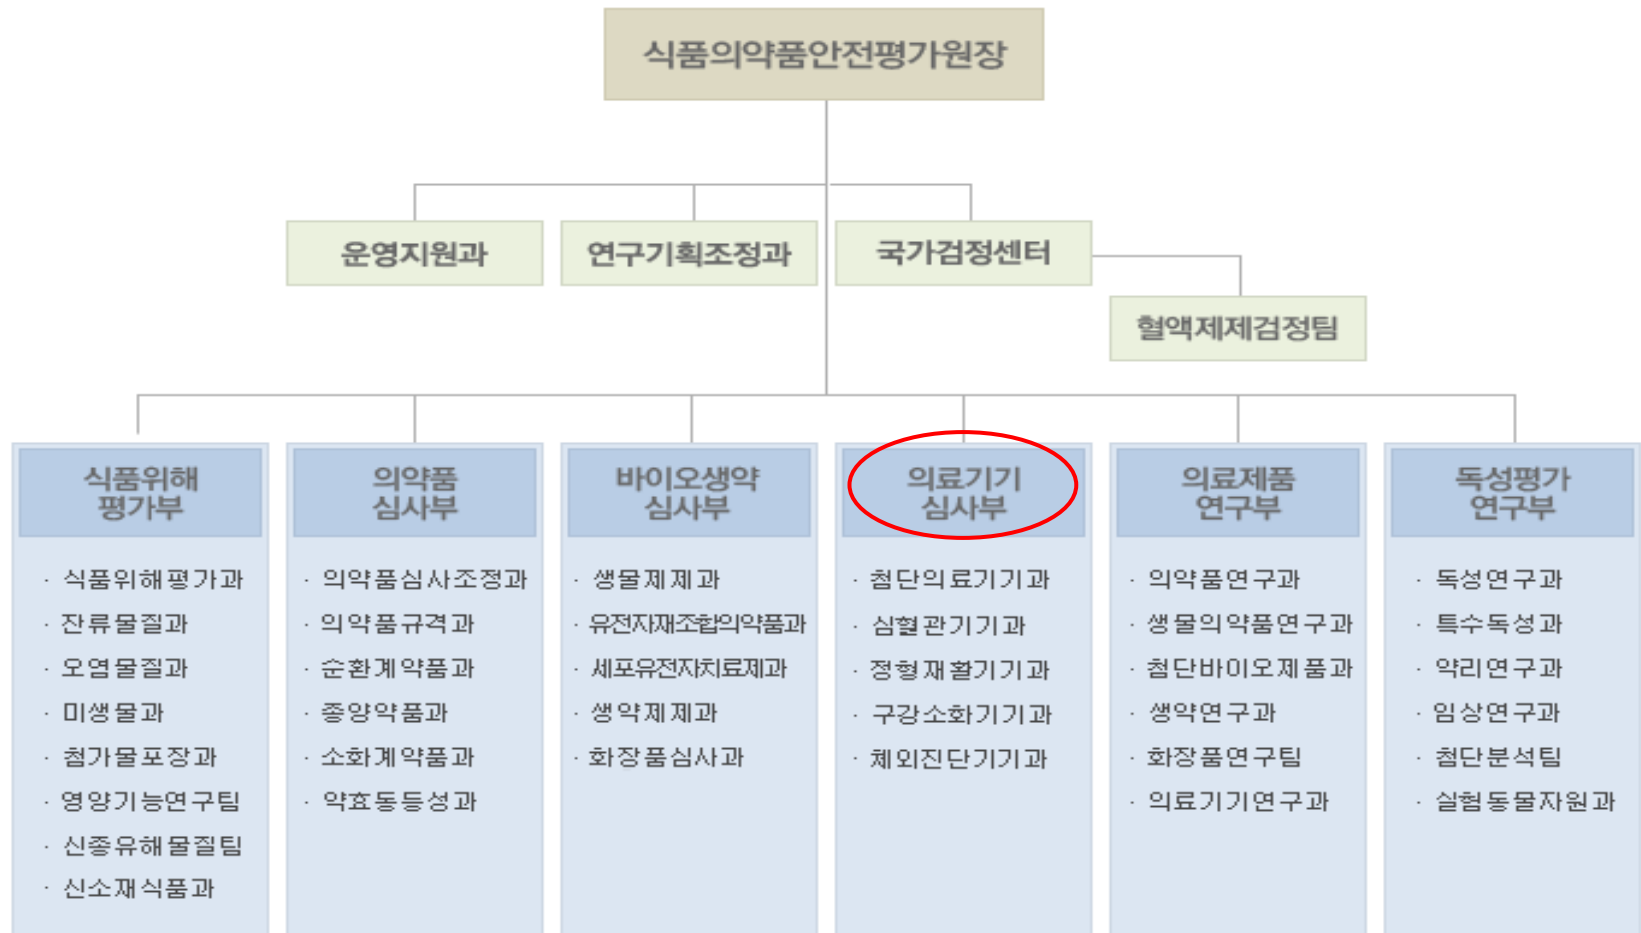 식품의약품안전평가원장
운영지원과
연구기획조정과
국가검정센터
혈액제제검정팀
식품위해
평가부
· 식품위해평가과
· 잔류물질과
· 오염물질과
· 미생물과
· 첨가물포장과
· 영양기능연구팀
· 신종유해물질팀
· 신소재식품과
의약품
심사부
· 의약품심사조정과
· 의약품규격과
· 순환계약품과
· 종양약품과
· 소화계약품과
· 약효동등성과
바이오생약
심사부
· 생물제제과
· 유전자재조합의약품과
· 세포유전자치료제과
· 생약제제과
· 화장품심사과
의료기기
심사부
· 첨단의료기기과
· 심혈관기기과
· 정형재활기기과
· 구강소화기기과
· 체외진단기기과
의료제품
연구부
· 의약품연구과
· 생물의약품연구과
· 첨단바이오제품과
· 생약연구과
· 화장품연구팀
· 의료기기연구과
독성평가
연구부
· 독성연구과
· 특수독성과
· 약리연구과
· 임상연구과
· 첨단분석팀
· 실험동물자원과